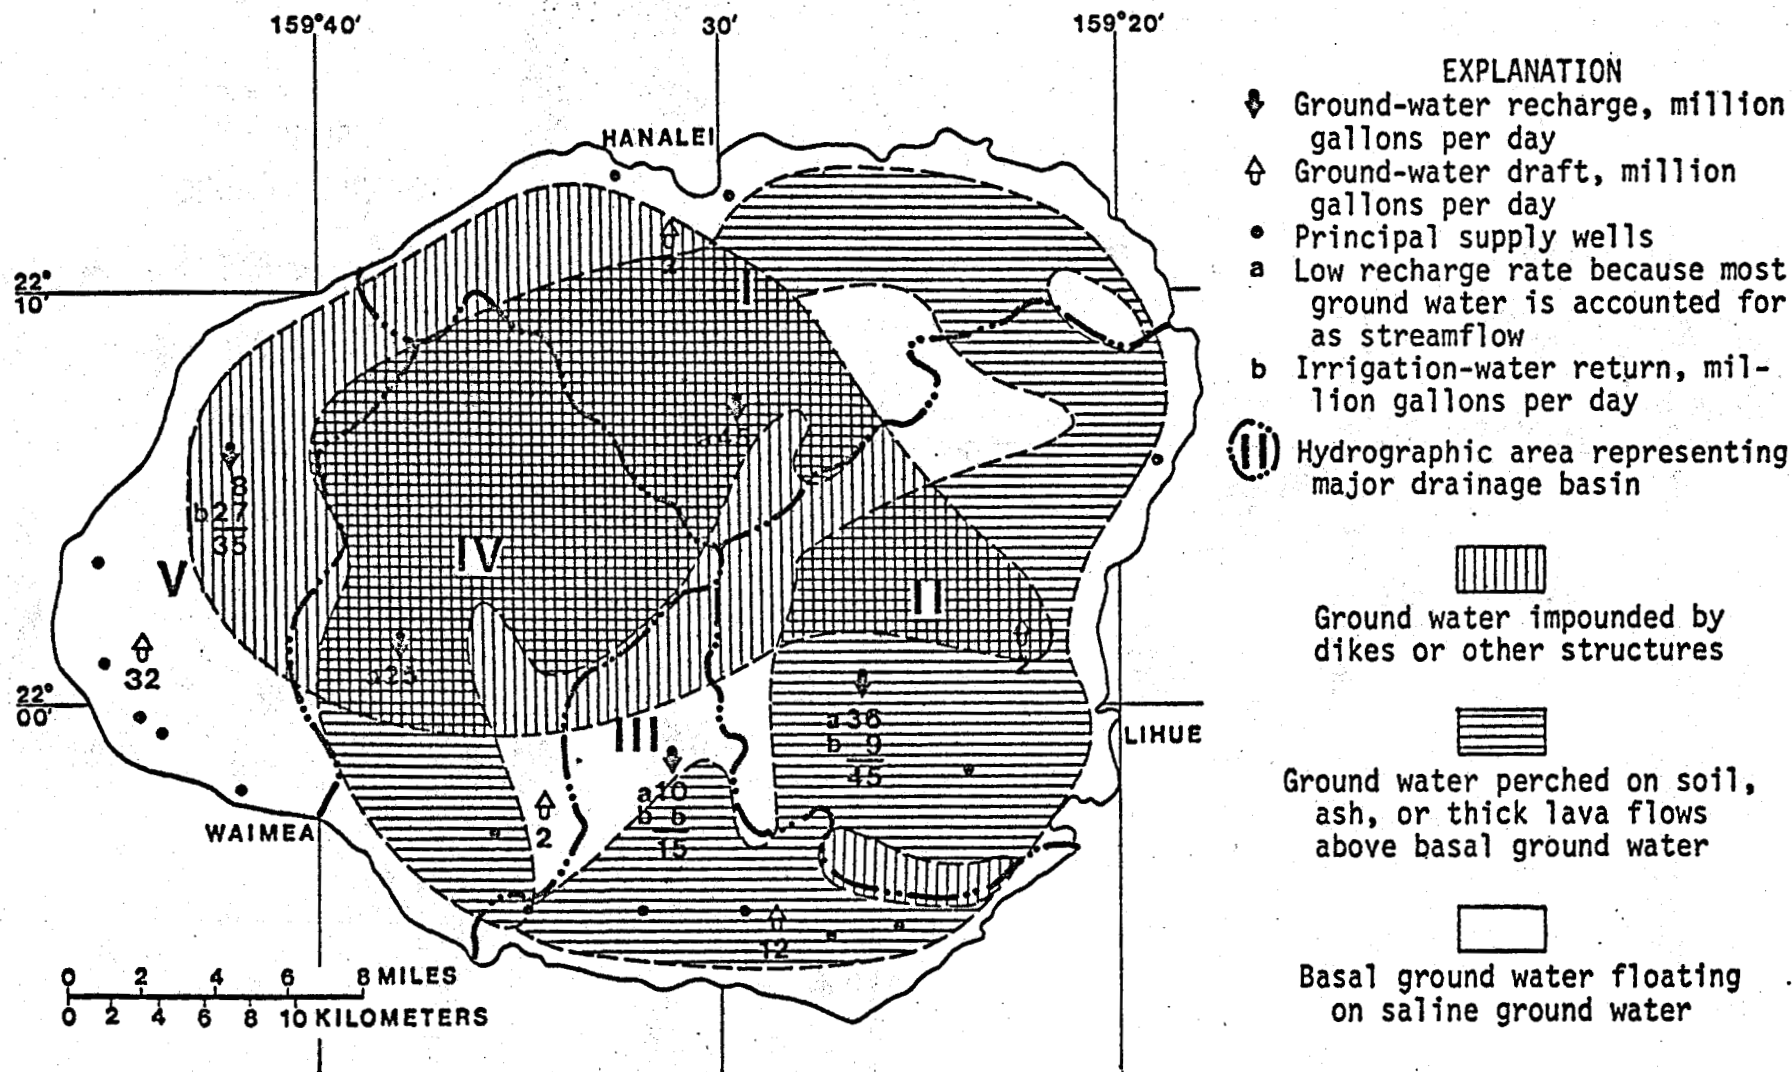 159°40′ 30′ 159°20′
HANALEI
22°
10′
I
2
8
b27
35
V
IV
II
2
32
22°
00′
III
a36
b 9
45
a10
15
2
12
LIHUE
WAIMEA
0 2 4 6 8 MILES
0 2 4 6 8 10 KILOMETERS
EXPLANATION
Ground-water recharge, million
gallons per day
Ground-water draft, million
gallons per day
Principal supply wells
a Low recharge rate because most
ground water is accounted for
as streamflow
b Irrigation-water return, mil-
lion gallons per day
II Hydrographic area representing
major drainage basin
Ground water impounded by
dikes or other structures
Ground water perched on soil,
ash, or thick lava flows
above basal ground water
Basal ground water floating
on saline ground water